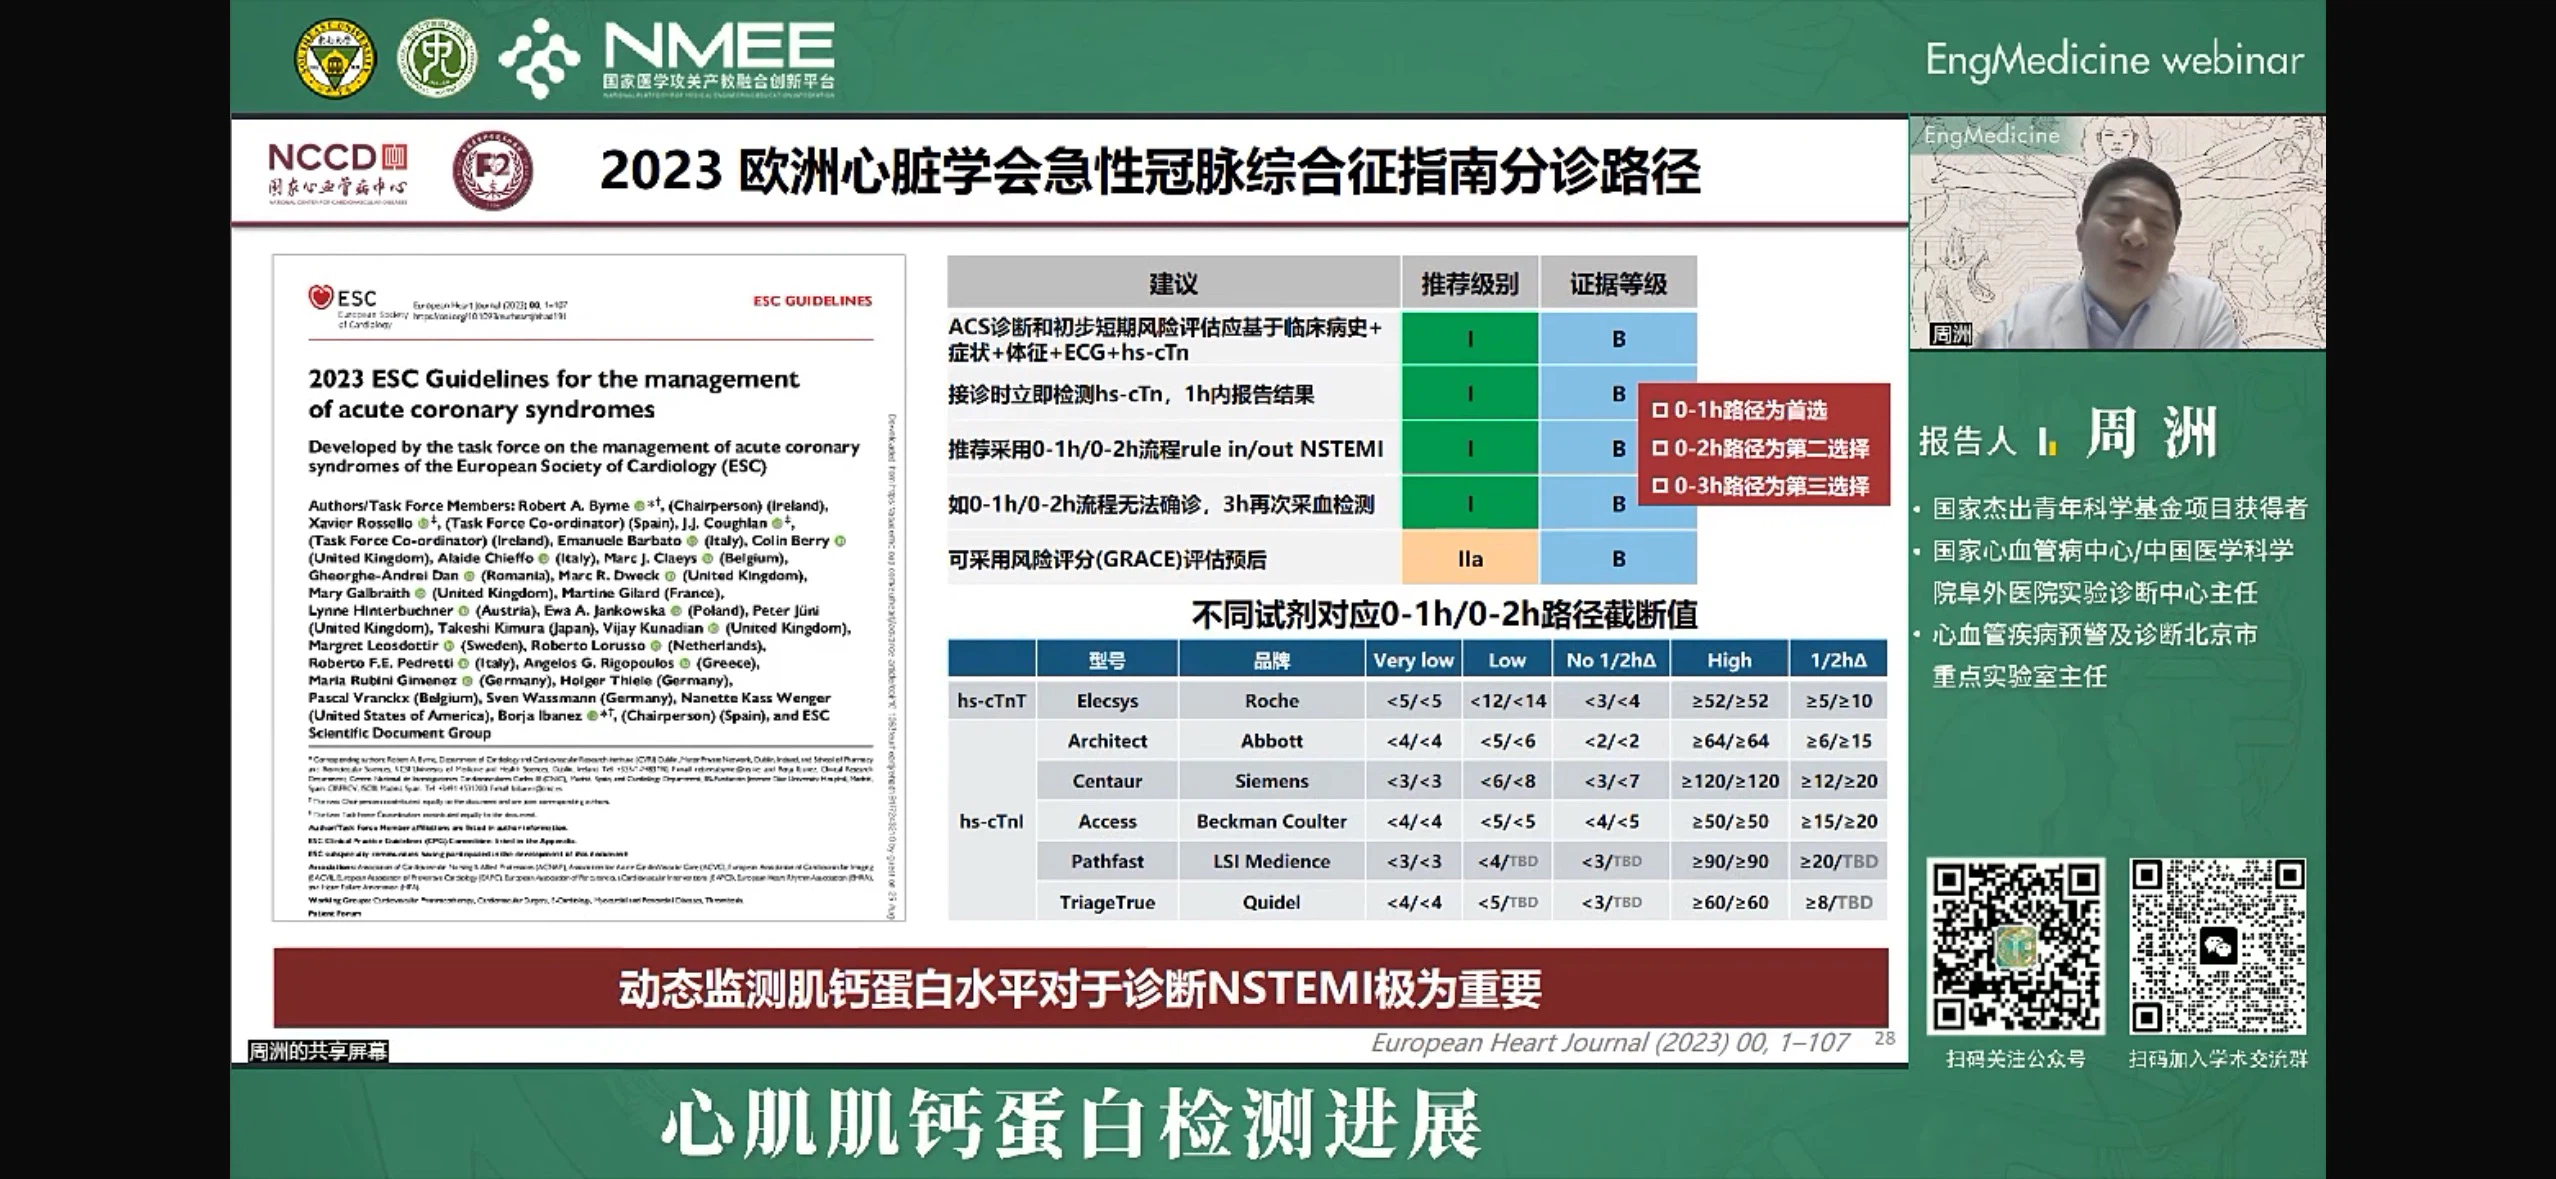 NMEE
国家医学攻关产教融合创新平台
EngMedicine webinar
NCCD
国家心血管病中心
NATIONAL CENTER FOR CARDIOVASCULAR DISEASES
2023 欧洲心脏学会急性冠脉综合征指南分诊路径
EngMedicine
周洲
ESC
European Society
of Cardiology
European Heart Journal (2023) 00, 1–107
ESC GUIDELINES
2023 ESC Guidelines for the management
of acute coronary syndromes
Developed by the task force on the management of acute coronary
syndromes of the European Society of Cardiology (ESC)
Authors/Task Force Members: Robert A. Byrne *†, (Chairperson) (Ireland),
Xavier Rossello ‡, (Task Force Co-ordinator) (Spain), J.J. Coughlan ‡,
(Task Force Co-ordinator) (Ireland), Emanuele Barbato (Italy), Colin Berry
(United Kingdom), Alaide Chieffo (Italy), Marc J. Claeys (Belgium),
Gheorghe-Andrei Dan (Romania), Marc R. Dweck (United Kingdom),
Mary Galbraith (United Kingdom), Martine Gilard (France),
Lynne Hinterbuchner (Austria), Ewa A. Jankowska (Poland), Peter Jüni
(United Kingdom), Takeshi Kimura (Japan), Vijay Kunadian (United Kingdom),
Margret Leosdottir (Sweden), Roberto Lorusso (Netherlands),
Roberto F.E. Pedretti (Italy), Angelos G. Rigopoulos (Greece),
Maria Rubini Gimenez (Germany), Holger Thiele (Germany),
Pascal Vranckx (Belgium), Sven Wassmann (Germany), Nanette Kass Wenger
(United States of America), Borja Ibanez *†, (Chairperson) (Spain), and ESC
Scientific Document Group
Author/Task Force Member affiliations are listed in author information.
Patient Forum
建议 推荐级别 证据等级
ACS诊断和初步短期风险评估应基于临床病史+
症状+体征+ECG+hs-cTn I B
接诊时立即检测hs-cTn，1h内报告结果 I B
推荐采用0-1h/0-2h流程rule in/out NSTEMI I B
如0-1h/0-2h流程无法确诊，3h再次采血检测 I B
可采用风险评分(GRACE)评估预后 IIa B
0-1h路径为首选
0-2h路径为第二选择
0-3h路径为第三选择
不同试剂对应0-1h/0-2h路径截断值
型号 品牌 Very low Low No 1/2hΔ High 1/2hΔ
hs-cTnT Elecsys Roche <5/<5 <12/<14 <3/<4 ≥52/≥52 ≥5/≥10
hs-cTnI
Architect Abbott <4/<4 <5/<6 <2/<2 ≥64/≥64 ≥6/≥15
Centaur Siemens <3/<3 <6/<8 <3/<7 ≥120/≥120 ≥12/≥20
Access Beckman Coulter <4/<4 <5/<5 <4/<5 ≥50/≥50 ≥15/≥20
Pathfast LSI Medience <3/<3 <4/TBD <3/TBD ≥90/≥90 ≥20/TBD
TriageTrue Quidel <4/<4 <5/TBD <3/TBD ≥60/≥60 ≥8/TBD
动态监测肌钙蛋白水平对于诊断NSTEMI极为重要
European Heart Journal (2023) 00, 1–107 28
周洲的共享屏幕
报告人 周 洲
• 国家杰出青年科学基金项目获得者
• 国家心血管病中心/中国医学科学
院阜外医院实验诊断中心主任
• 心血管疾病预警及诊断北京市
重点实验室主任
扫码关注公众号
扫码加入学术交流群
心肌肌钙蛋白检测进展